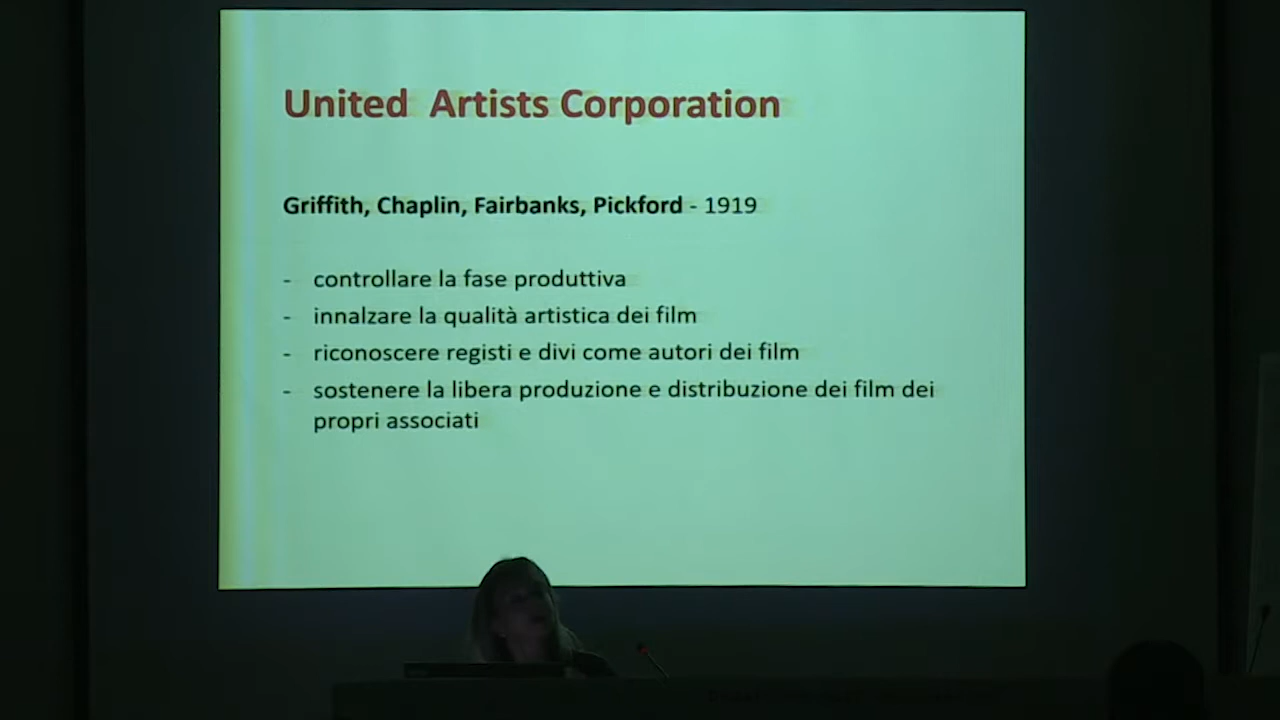 United Artists Corporation
Griffith, Chaplin, Fairbanks, Pickford - 1919
- controllare la fase produttiva
- innalzare la qualità artistica dei film
- riconoscere registi e divi come autori dei film
- sostenere la libera produzione e distribuzione dei film dei
propri associati